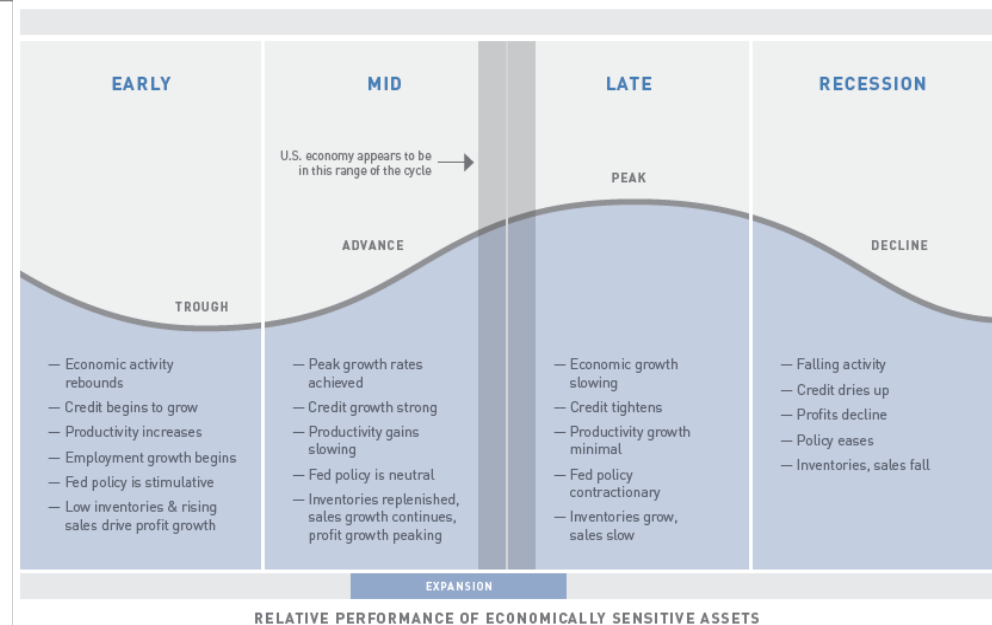 EARLY
MID
LATE
RECESSION
U.S. economy appears to be
in this range of the cycle
PEAK
ADVANCE
DECLINE
TROUGH
— Economic activity
rebounds
— Credit begins to grow
— Productivity increases
— Employment growth begins
— Fed policy is stimulative
— Low inventories & rising
sales drive profit growth
— Peak growth rates
achieved
— Credit growth strong
— Productivity gains
slowing
— Fed policy is neutral
— Inventories replenished,
sales growth continues,
profit growth peaking
— Economic growth
slowing
— Credit tightens
— Productivity growth
minimal
— Fed policy
contractionary
— Inventories grow,
sales slow
— Falling activity
— Credit dries up
— Profits decline
— Policy eases
— Inventories, sales fall
EXPANSION
RELATIVE PERFORMANCE OF ECONOMICALLY SENSITIVE ASSETS